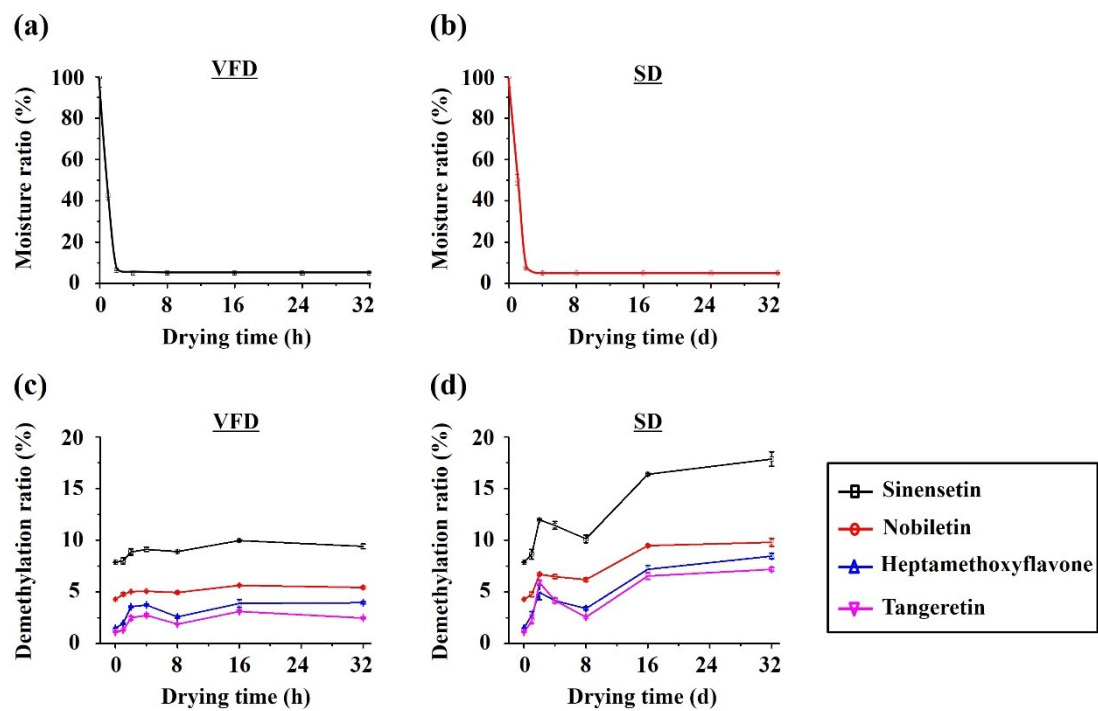 (a)
VFD
Moisture ratio (%)
100
80
60
40
20
0
0 8 16 24 32
Drying time (h)
(b)
SD
Moisture ratio (%)
100
80
60
40
20
0
0 8 16 24 32
Drying time (d)
(c)
VFD
Demethylation ratio (%)
20
15
10
5
0
0 8 16 24 32
Drying time (h)
(d)
SD
Demethylation ratio (%)
20
15
10
5
0
0 8 16 24 32
Drying time (d)
Sinensetin
Nobiletin
Heptamethoxyflavone
Tangeretin